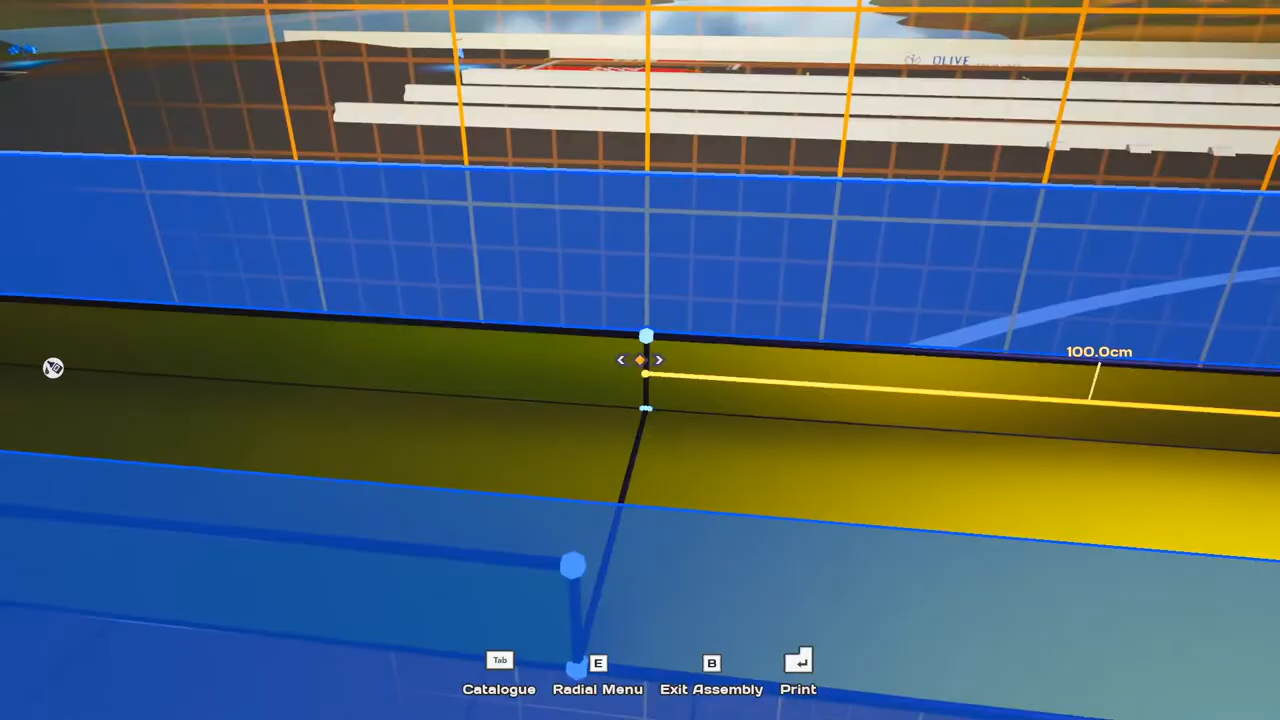 OLIVE
100.0cm
Tab
E
B
Catalogue
Radial Menu
Exit Assembly
Print